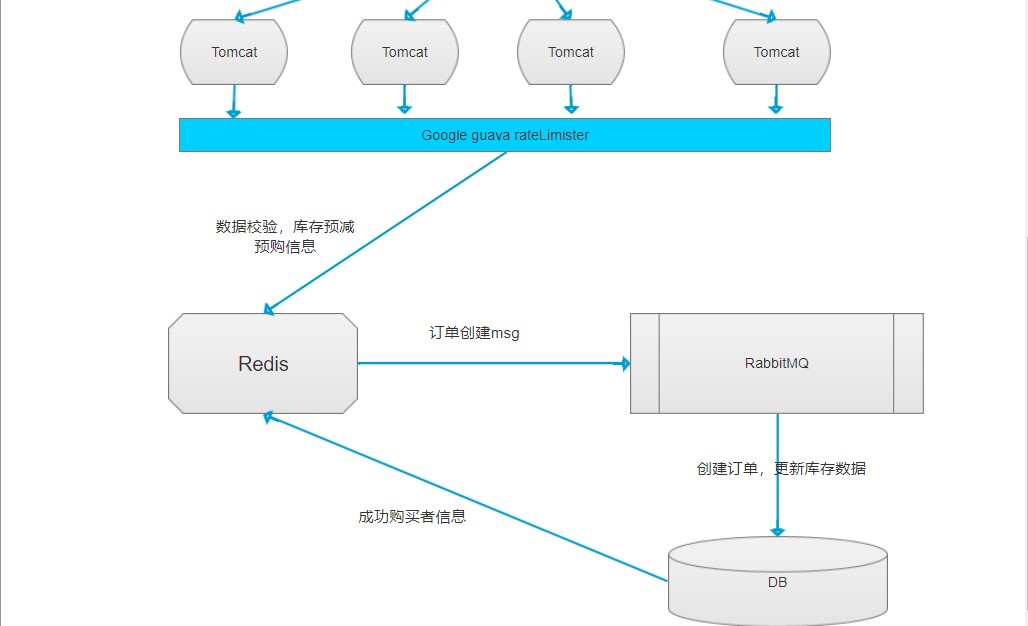 Tomcat
Tomcat
Tomcat
Tomcat
Google guava rateLimister
数据校验，库存预减
预购信息
订单创建msg
Redis
RabbitMQ
创建订单，更新库存数据
成功购买者信息
DB